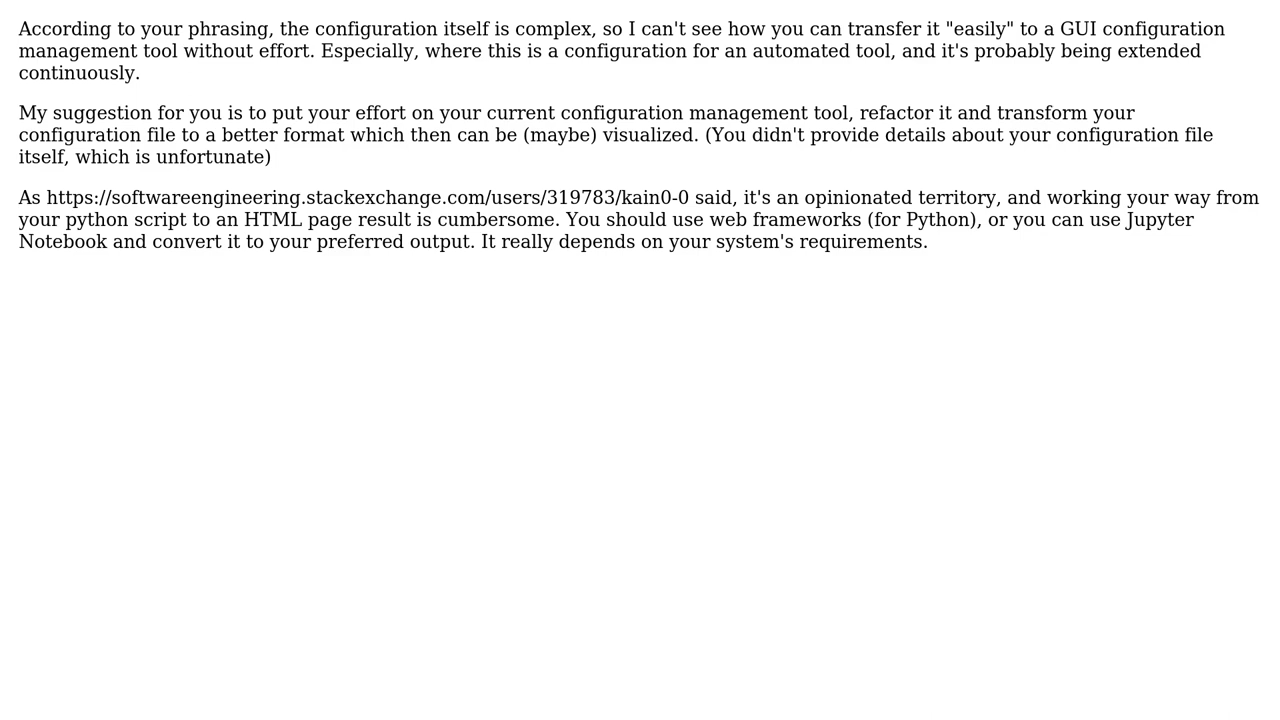 According to your phrasing, the configuration itself is complex, so I can't see how you can transfer it "easily" to a GUI configuration
management tool without effort. Especially, where this is a configuration for an automated tool, and it's probably being extended
continuously.
My suggestion for you is to put your effort on your current configuration management tool, refactor it and transform your
configuration file to a better format which then can be (maybe) visualized. (You didn't provide details about your configuration file
itself, which is unfortunate)
As https://softwareengineering.stackexchange.com/users/319783/kain0-0 said, it's an opinionated territory, and working your way from
your python script to an HTML page result is cumbersome. You should use web frameworks (for Python), or you can use Jupyter
Notebook and convert it to your preferred output. It really depends on your system's requirements.